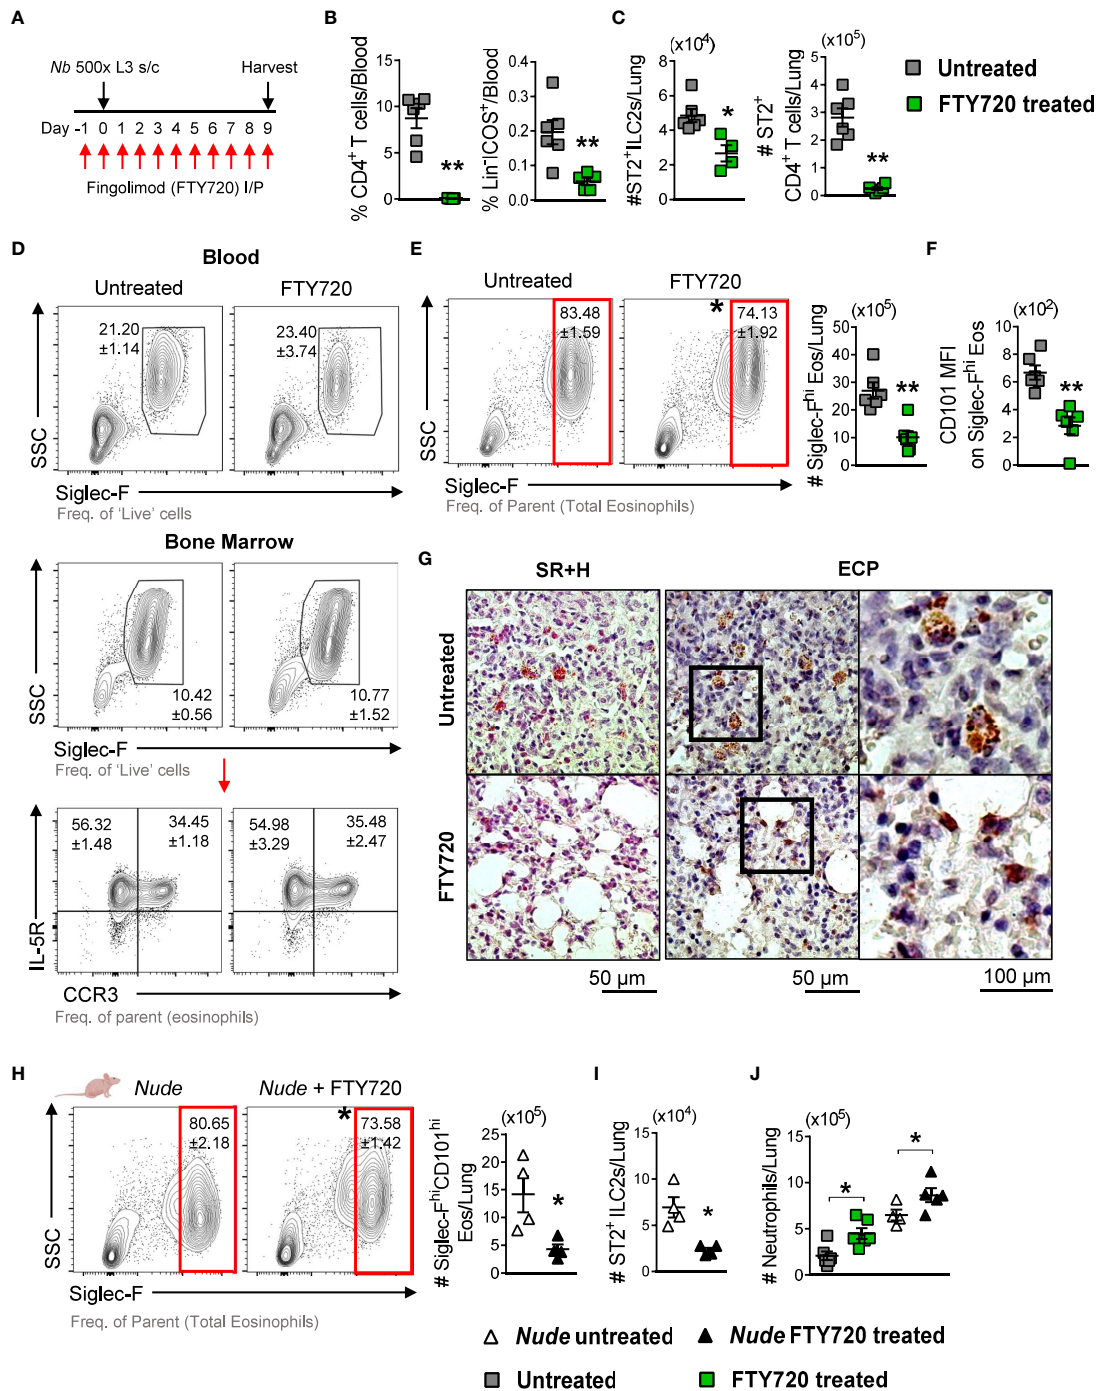 A
Nb 500x L3 s/c
Harvest
Day -1 0 1 2 3 4 5 6 7 8 9
Fingolimod (FTY720) I/P
B
% CD4+ T cells/Blood
15
10
5
0
**
% Lin-ICOS+/Blood
0.4
0.3
0.2
0.1
0.0
**
C
(x10⁴)
#ST2+ILC2s/Lung
8
6
4
2
0
*
(x10⁵)
# ST2+
CD4+ T cells/Lung
5
4
3
2
1
0
**
Untreated
FTY720 treated
D
Blood
Untreated
FTY720
21.20
±1.14
23.40
±3.74
SSC
Siglec-F
Freq. of 'Live' cells
Bone Marrow
10.42
±0.56
10.77
±1.52
SSC
Siglec-F
Freq. of 'Live' cells
56.32
±1.48
34.45
±1.18
54.98
±3.29
35.48
±2.47
IL-5R
CCR3
Freq. of parent (eosinophils)
E
Untreated
FTY720
83.48
±1.59
*
74.13
±1.92
SSC
Siglec-F
Freq. of Parent (Total Eosinophils)
(x10⁵)
# Siglec-Fhi Eos/Lung
50
40
30
20
10
0
**
F
(x10²)
CD101 MFI
on Siglec-Fhi Eos
10
8
6
4
2
0
**
G
SR+H
ECP
Untreated
FTY720
50 µm
50 µm
100 µm
H
Nude
Nude + FTY720
80.65
±2.18
*
73.58
±1.42
SSC
Siglec-F
Freq. of Parent (Total Eosinophils)
(x10⁵)
# Siglec-FhiCD101hi
Eos/Lung
25
20
15
10
5
0
*
I
(x10⁴)
# ST2+ ILC2s/Lung
15
10
5
0
*
J
(x10⁵)
# Neutrophils/Lung
15
10
5
0
*
*
Nude untreated
Nude FTY720 treated
Untreated
FTY720 treated